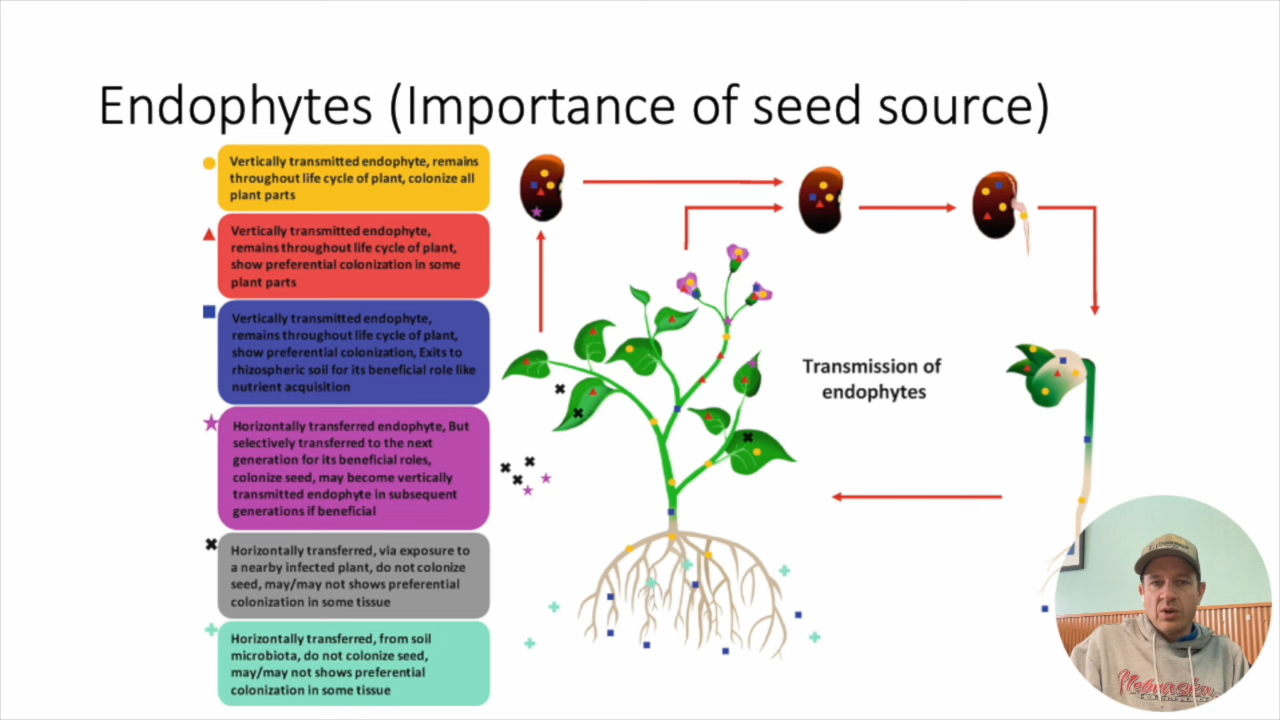 Endophytes (Importance of seed source)
Vertically transmitted endophyte, remains
throughout life cycle of plant, colonize all
plant parts
Vertically transmitted endophyte,
remains throughout life cycle of plant,
show preferential colonization in some
plant parts
Vertically transmitted endophyte,
remains throughout life cycle of plant,
show preferential colonization, Exits to
rhizospheric soil for its beneficial role like
nutrient acquisition
Horizontally transferred endophyte, But
selectively transferred to the next
generation for its beneficial roles,
colonize seed, may become vertically
transmitted endophyte in subsequent
generations if beneficial
Horizontally transferred, via exposure to
a nearby infected plant, do not colonize
seed, may/may not shows preferential
colonization in some tissue
Horizontally transferred, from soil
microbiota, do not colonize seed,
may/may not shows preferential
colonization in some tissue
Transmission of
endophytes
Nebraska